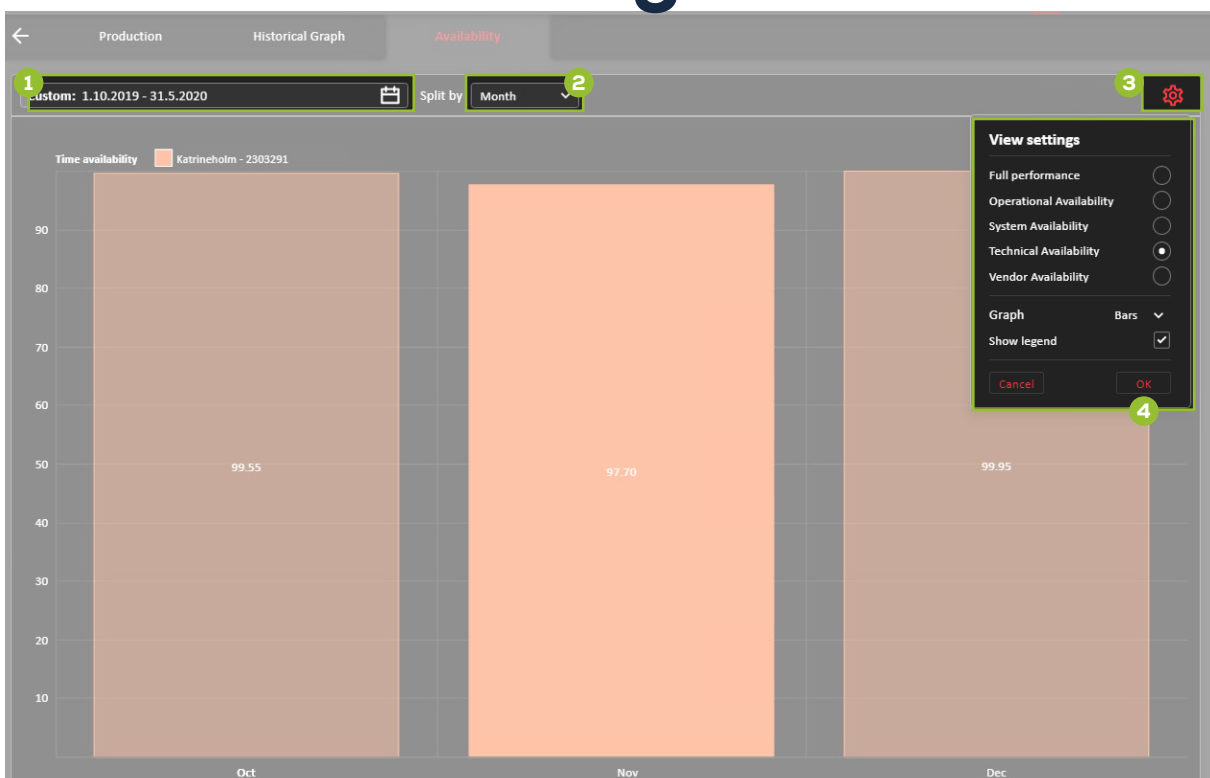 Production
Historical Graph
Availability
1
Custom: 1.10.2019 - 31.5.2020
Split by
Month
2
3
View settings
Full performance
Operational Availability
System Availability
Technical Availability
Vendor Availability
Graph
Bars
Show legend
Cancel
OK
4
Time availability
Katrineholm - 2303291
90
80
70
60
50
40
30
20
10
99.55
97.70
99.95
Oct
Nov
Dec